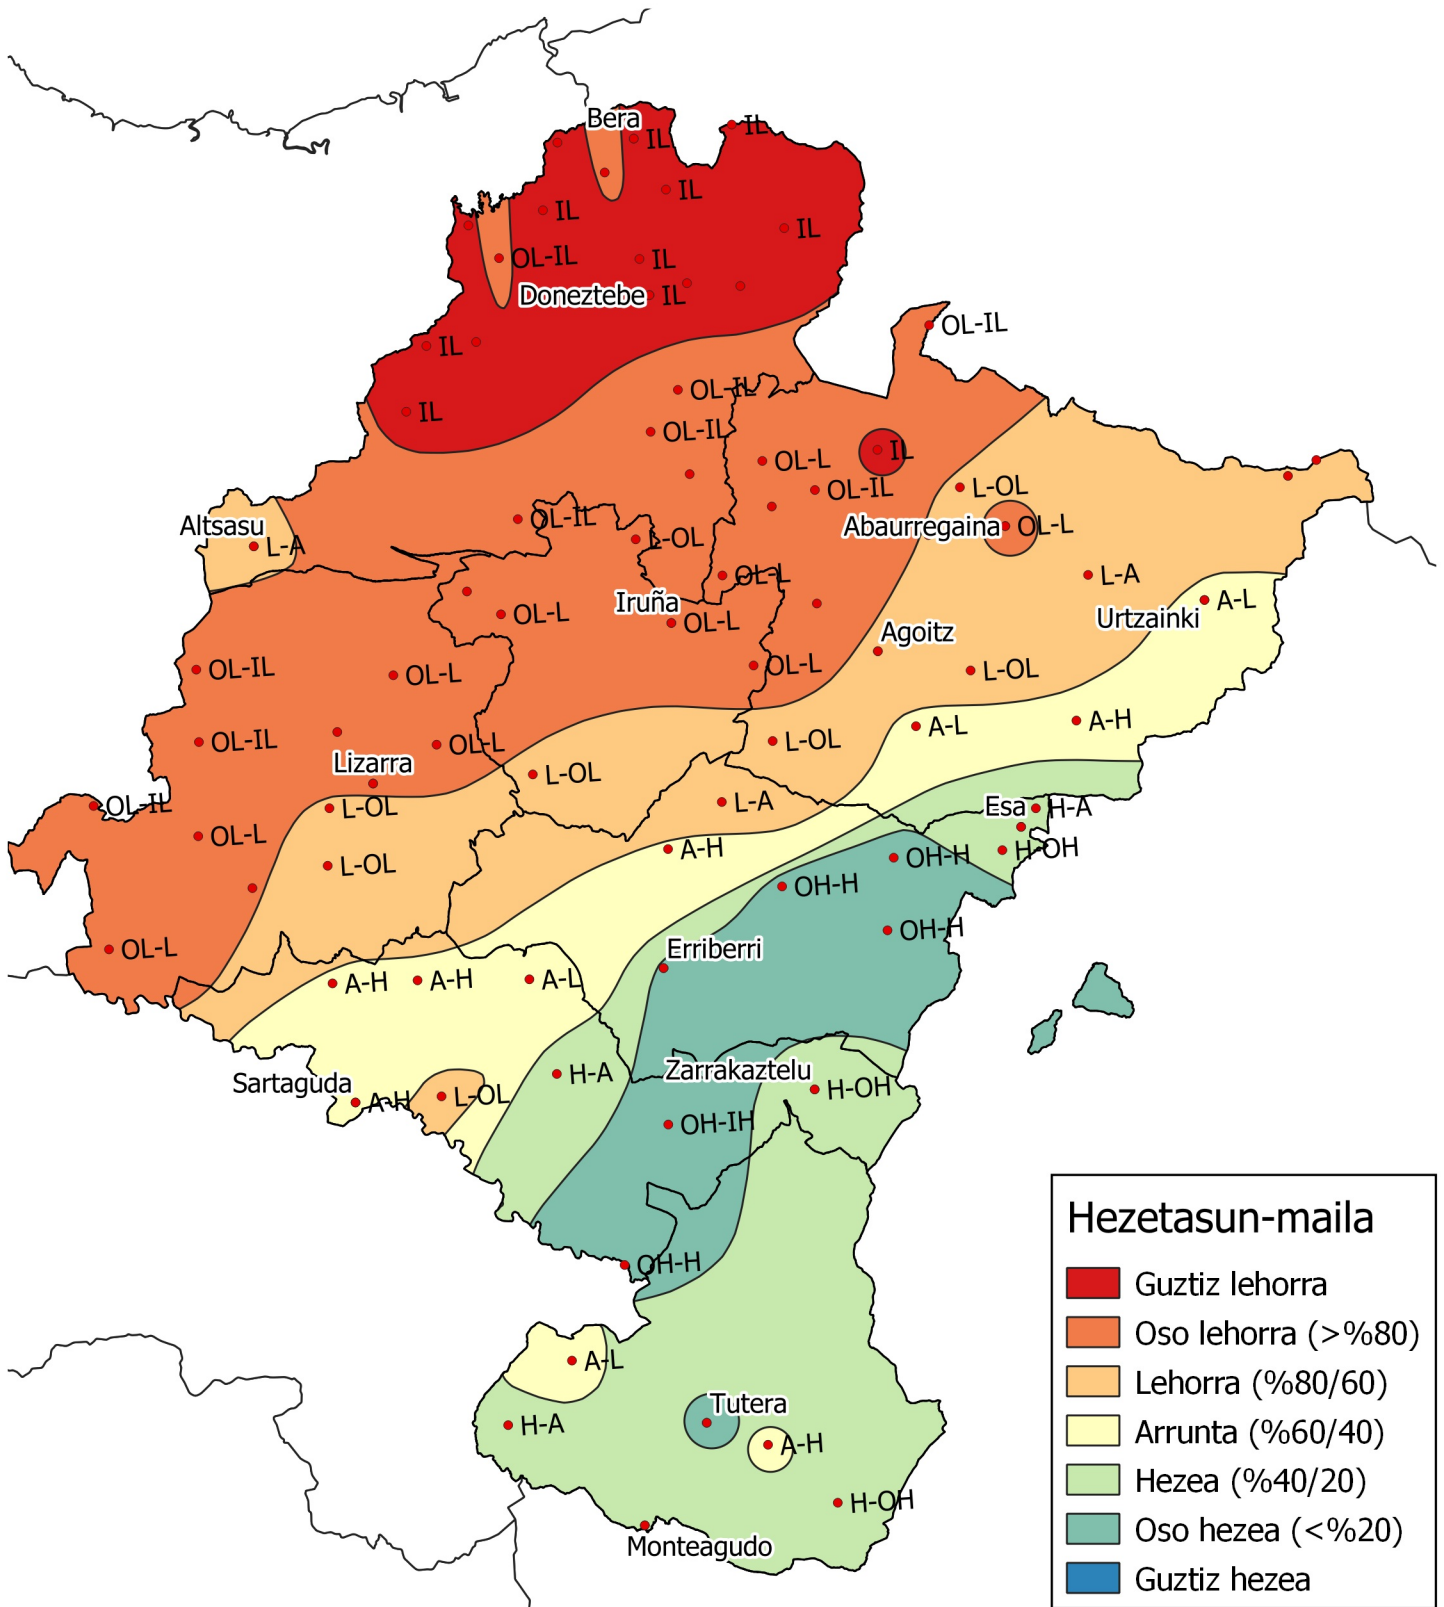 Bera
IL
IL
IL
IL
IL
OL-IL
IL
Doneztebe
IL
OL-IL
IL
OL-IL
IL
OL-IL
IL
OL-L
L-OL
OL-IL
OL-IL
Altsasu
L-A
L-OL
Abaurregaina
OL-L
OL-L
L-A
Iruña
OL-L
OL-L
Urtzainki
A-L
Agoitz
OL-IL
OL-L
OL-L
L-OL
OL-IL
OL-L
L-OL
A-L
A-H
Lizarra
L-OL
OL-IL
L-OL
L-A
Esa
H-A
OL-L
L-OL
A-H
OH-H
H-OH
OH-H
OL-L
Erriberri
OH-H
A-H
A-H
A-L
Sartaguda
H-A
Zarrakaztelu
A-H
L-OL
H-OH
OH-IH
OH-H
A-L
Tutera
H-A
A-H
H-OH
Monteagudo
Hezetasun-maila
Guztiz lehorra
Oso lehorra (>%80)
Lehorra (%80/60)
Arrunta (%60/40)
Hezea (%40/20)
Oso hezea (<%20)
Guztiz hezea